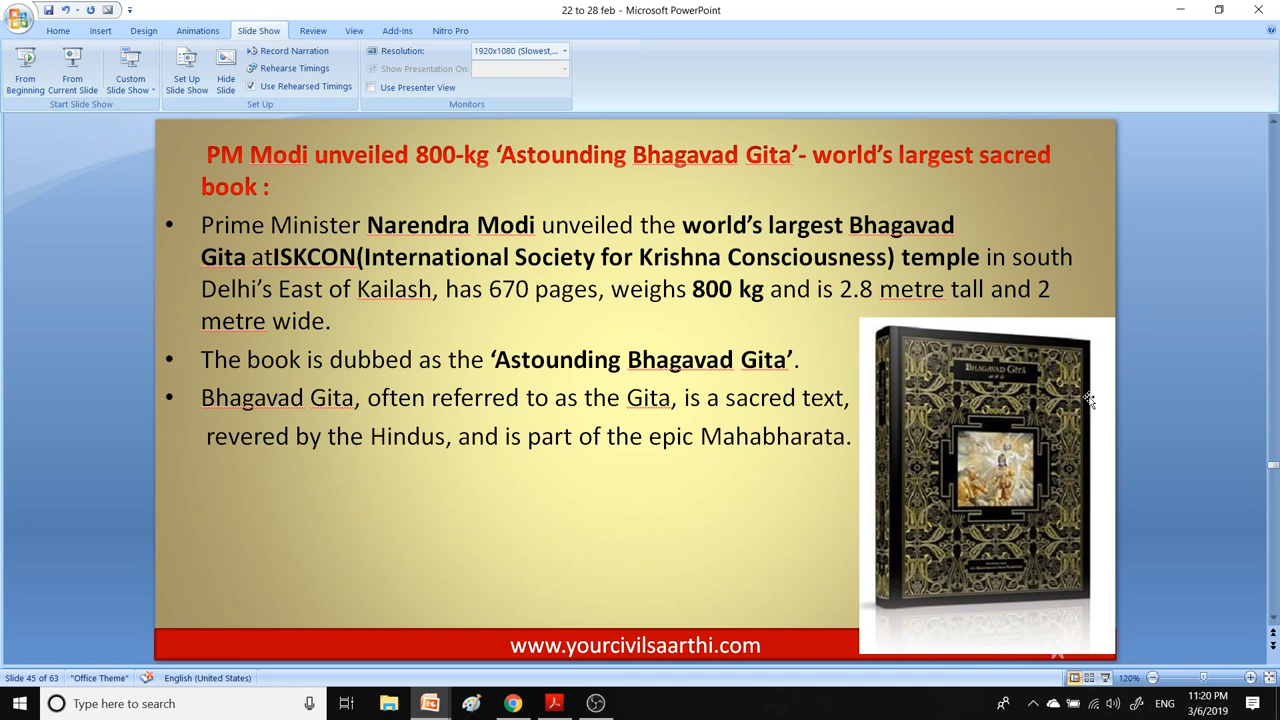 22 to 28 feb - Microsoft PowerPoint
Home Insert Design Animations Slide Show Review View Add-Ins Nitro Pro
From Beginning
From Current Slide
Custom Slide Show
Start Slide Show
Set Up Slide Show
Hide Slide
Record Narration
Rehearse Timings
Use Rehearsed Timings
Set Up
Resolution: 1920x1080 (Slowest,...
Show Presentation On:
Use Presenter View
Monitors
PM Modi unveiled 800-kg ‘Astounding Bhagavad Gita’- world’s largest sacred
book :
• Prime Minister Narendra Modi unveiled the world’s largest Bhagavad
Gita atISKCON(International Society for Krishna Consciousness) temple in south
Delhi’s East of Kailash, has 670 pages, weighs 800 kg and is 2.8 metre tall and 2
metre wide.
• The book is dubbed as the ‘Astounding Bhagavad Gita’.
• Bhagavad Gita, often referred to as the Gita, is a sacred text,
revered by the Hindus, and is part of the epic Mahabharata.
BHAGAVAD GĪTĀ
www.yourcivilsaarthi.com
Slide 45 of 63 "Office Theme" English (United States) 120%
Type here to search
ENG
11:20 PM
3/6/2019